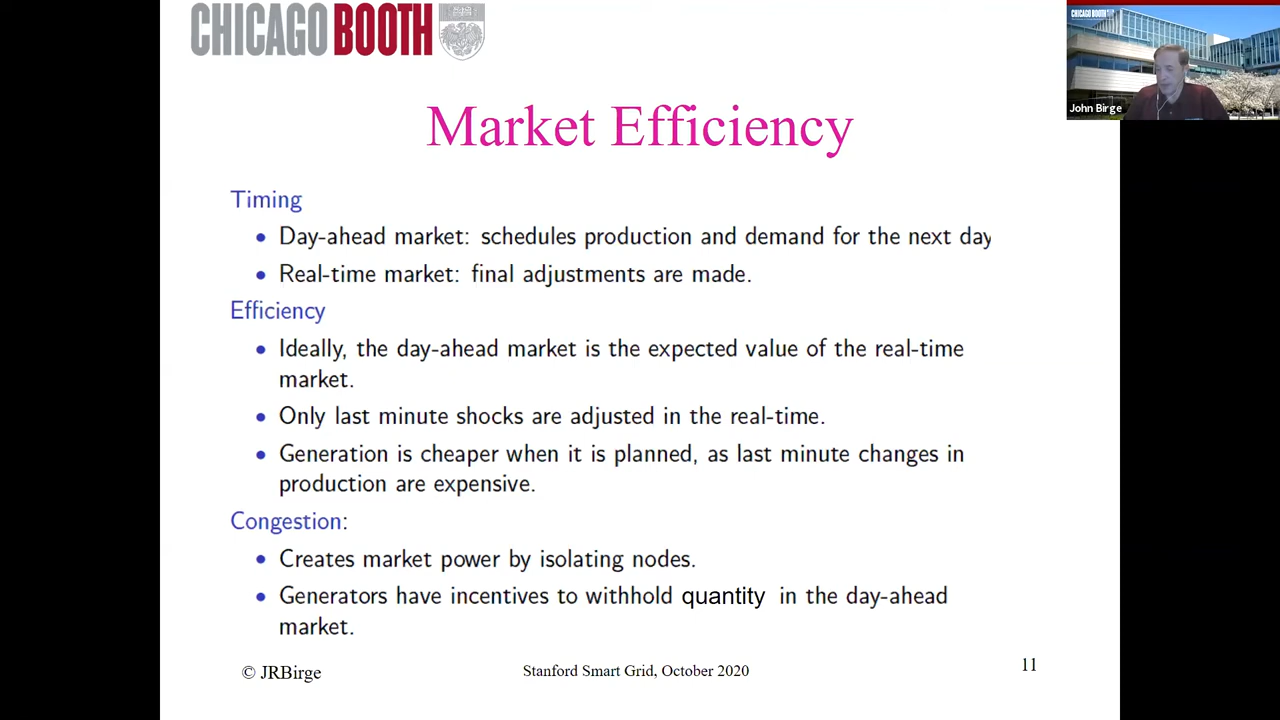 CHICAGO BOOTH
CHICAGO BOOTH
John Birge
Market Efficiency
Timing
• Day-ahead market: schedules production and demand for the next day
• Real-time market: final adjustments are made.
Efficiency
• Ideally, the day-ahead market is the expected value of the real-time
market.
• Only last minute shocks are adjusted in the real-time.
• Generation is cheaper when it is planned, as last minute changes in
production are expensive.
Congestion:
• Creates market power by isolating nodes.
• Generators have incentives to withhold quantity in the day-ahead
market.
© JRBirge
Stanford Smart Grid, October 2020
11